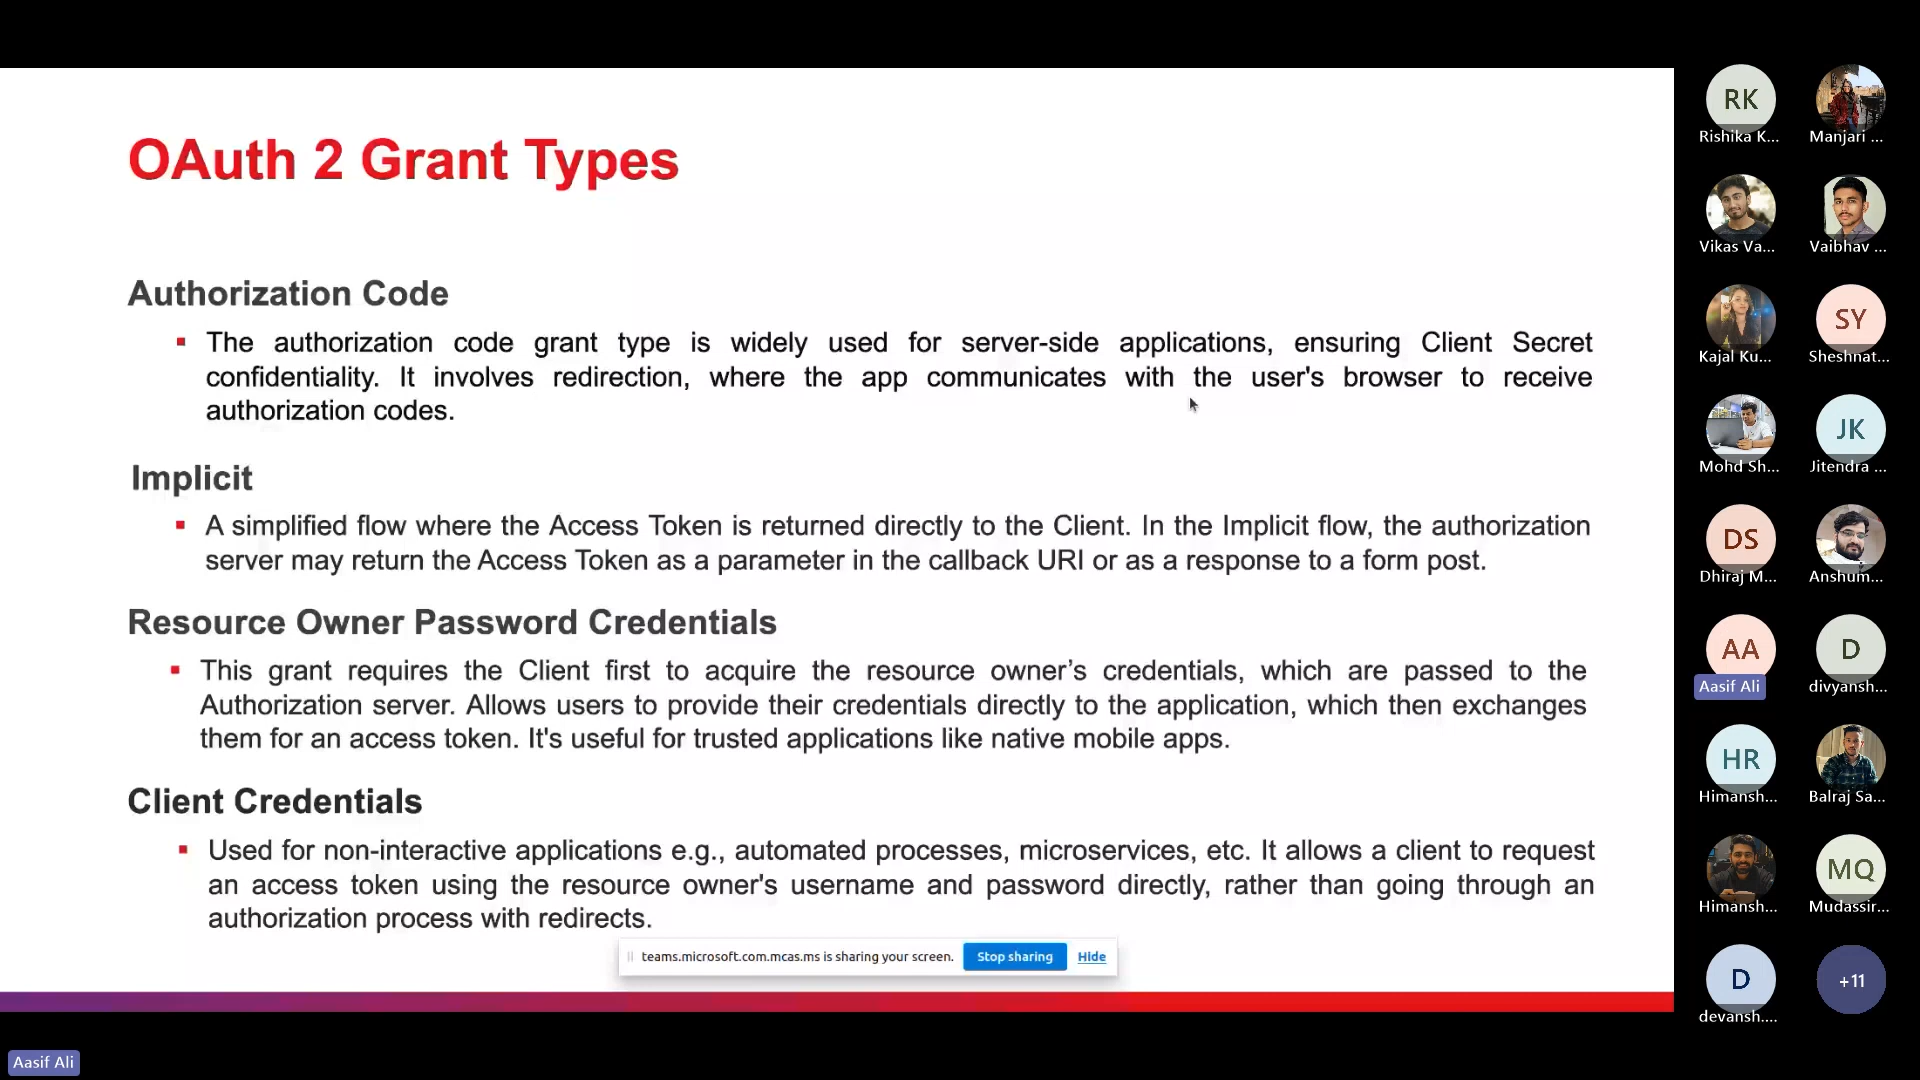 OAuth 2 Grant Types
Authorization Code
The authorization code grant type is widely used for server-side applications, ensuring Client Secret
confidentiality. It involves redirection, where the app communicates with the user's browser to receive
authorization codes.
Implicit
A simplified flow where the Access Token is returned directly to the Client. In the Implicit flow, the authorization
server may return the Access Token as a parameter in the callback URI or as a response to a form post.
Resource Owner Password Credentials
This grant requires the Client first to acquire the resource owner’s credentials, which are passed to the
Authorization server. Allows users to provide their credentials directly to the application, which then exchanges
them for an access token. It's useful for trusted applications like native mobile apps.
Client Credentials
Used for non-interactive applications e.g., automated processes, microservices, etc. It allows a client to request
an access token using the resource owner's username and password directly, rather than going through an
authorization process with redirects.
teams.microsoft.com.mcas.ms is sharing your screen. Stop sharing Hide
Aasif Ali
RK
Rishika K... Manjari ...
Vikas Va... Vaibhav ...
SY
Kajal Ku... Sheshnat...
JK
Mohd Sh... Jitendra ...
DS
Dhiraj M... Anshum...
AA D
Aasif Ali divyansh...
HR
Himansh... Balraj Sa...
MQ
Himansh... Mudassir...
D +11
devansh....